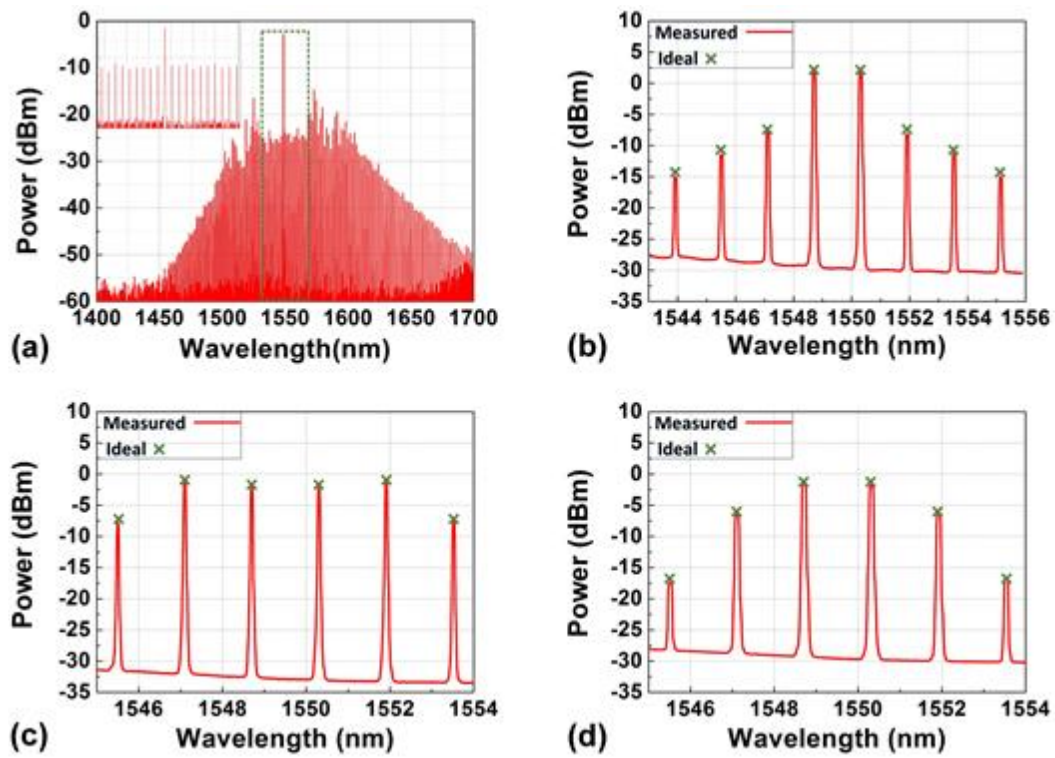 0
-10
-20
-30
-40
-50
-60
Power (dBm)
1400 1450 1500 1550 1600 1650 1700
Wavelength(nm)
(a)
10
5
0
-5
-10
-15
-20
-25
-30
-35
Power (dBm)
Measured
Ideal ×
1544 1546 1548 1550 1552 1554 1556
Wavelength (nm)
(b)
10
5
0
-5
-10
-15
-20
-25
-30
-35
Power (dBm)
Measured
Ideal ×
1546 1548 1550 1552 1554
Wavelength (nm)
(c)
10
5
0
-5
-10
-15
-20
-25
-30
-35
Power (dBm)
Measured
Ideal ×
1546 1548 1550 1552 1554
Wavelength (nm)
(d)